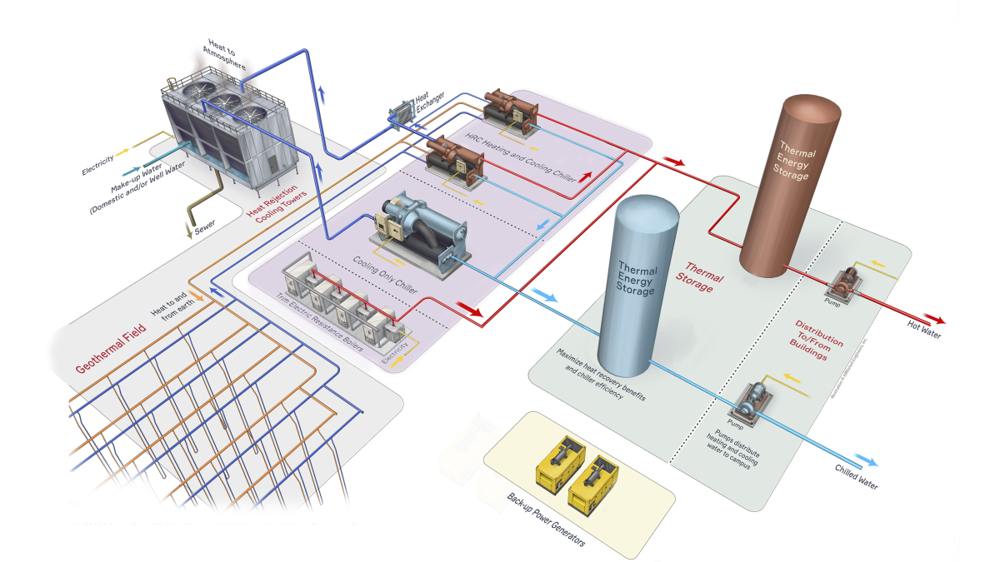 Heat to
Atmosphere
Heat
Exchanger
HRC Heating and Cooling Chiller
Electricity
Make-up Water
(Domestic and/or Well Water
Sewer
Heat Rejection
Cooling Towers
Thermal
Energy
Storage
Thermal
Energy
Storage
Cooling Only Chiller
Trim Electric Resistance Boilers
Electricity
Heat to and
from earth
Geothermal Field
Thermal
Storage
Pump
Hot Water
Distribution
To/From
Buildings
Maximize heat recovery benefits
and chiller efficiency
Pump
Pumps distribute
heating and cooling
water to campus
Chilled Water
Back-up Power Generators